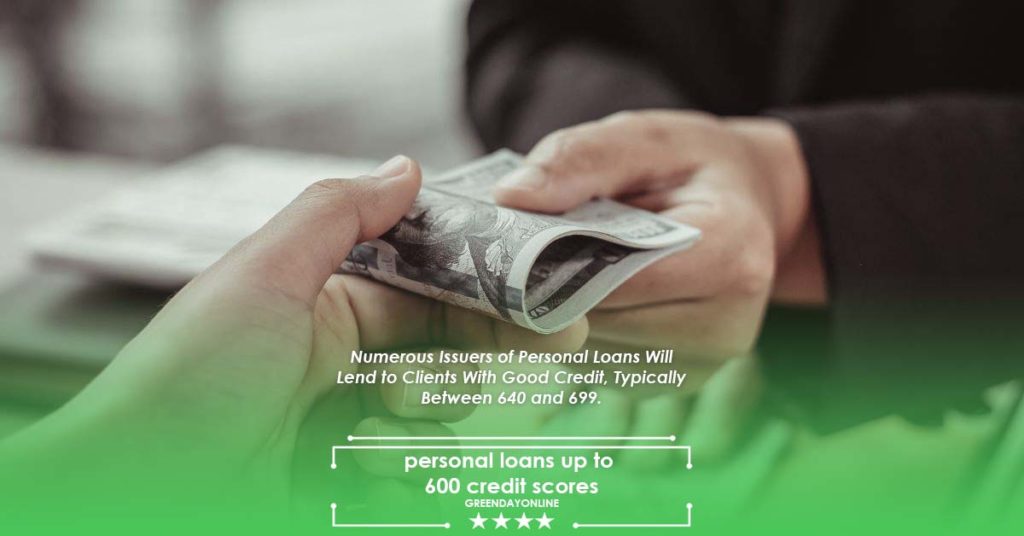 Numerous Issuers of Personal Loans Will
Lend to Clients With Good Credit, Typically
Between 640 and 699.
personal loans up to
600 credit scores
GREENDAYONLINE